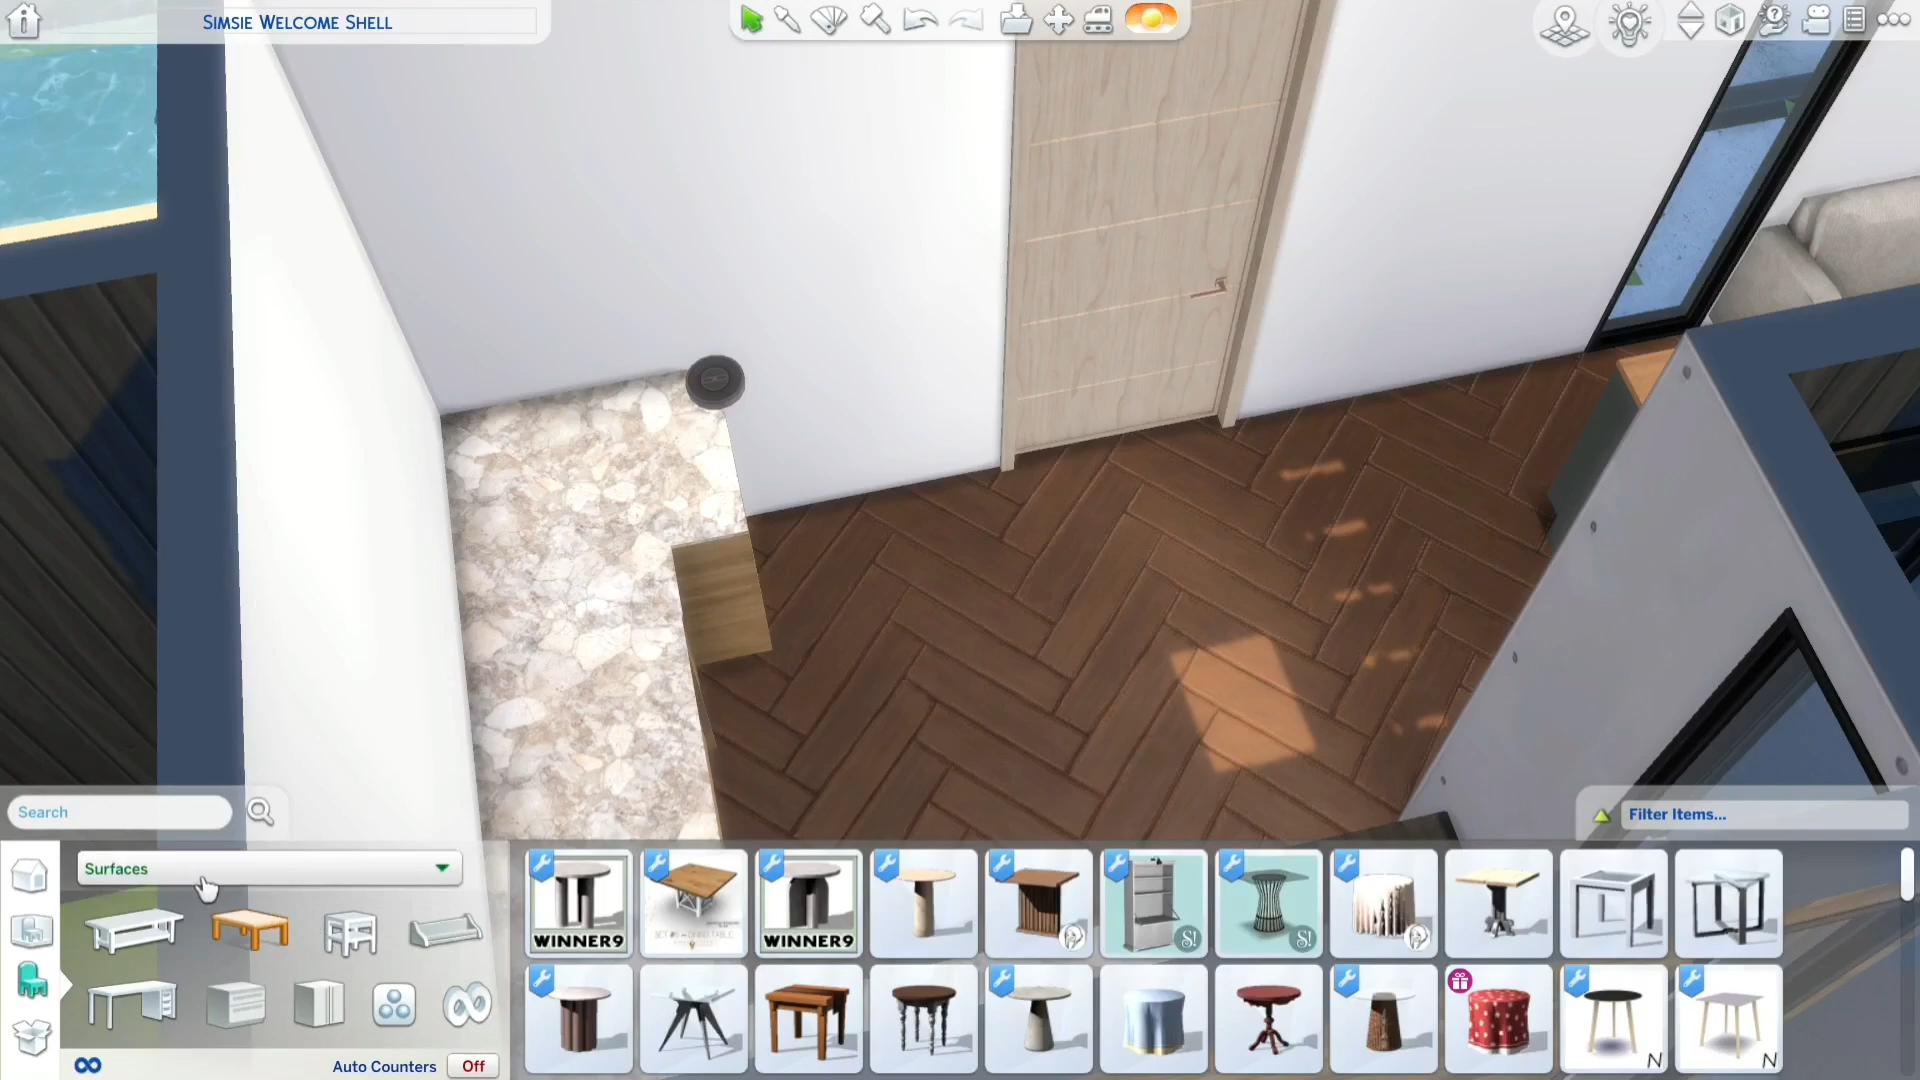 Simsie Welcome Shell
Search
Filter Items...
Surfaces
WINNER9
WINNER9
S!
S!
N
N
Auto Counters
Off